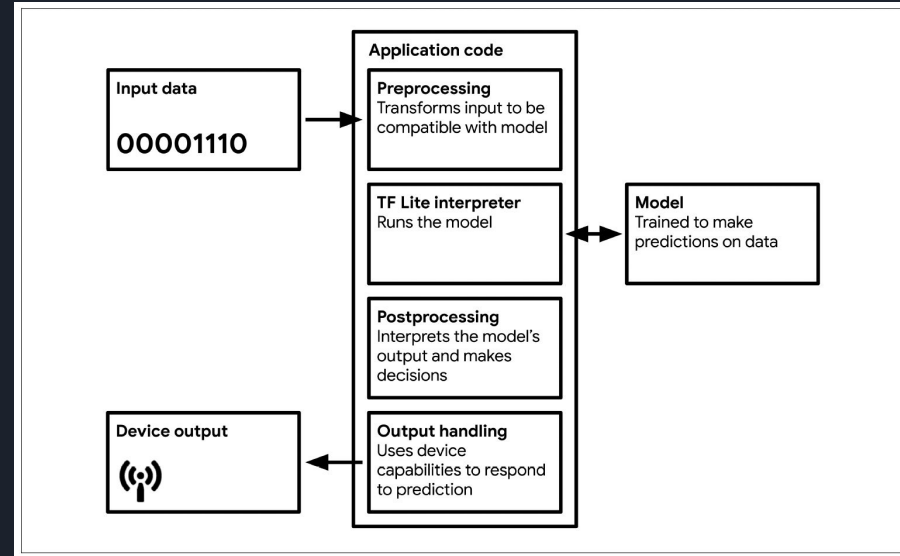 Application code
Input data
00001110
Preprocessing
Transforms input to be
compatible with model
TF Lite interpreter
Runs the model
Model
Trained to make
predictions on data
Postprocessing
Interprets the model’s
output and makes
decisions
Device output
Output handling
Uses device
capabilities to respond
to prediction